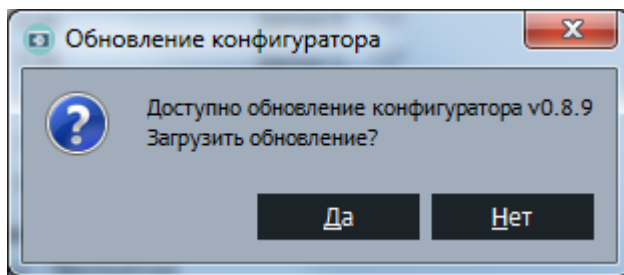 Обновление конфигуратора
Доступно обновление конфигуратора v0.8.9
Загрузить обновление?
Да
Нет